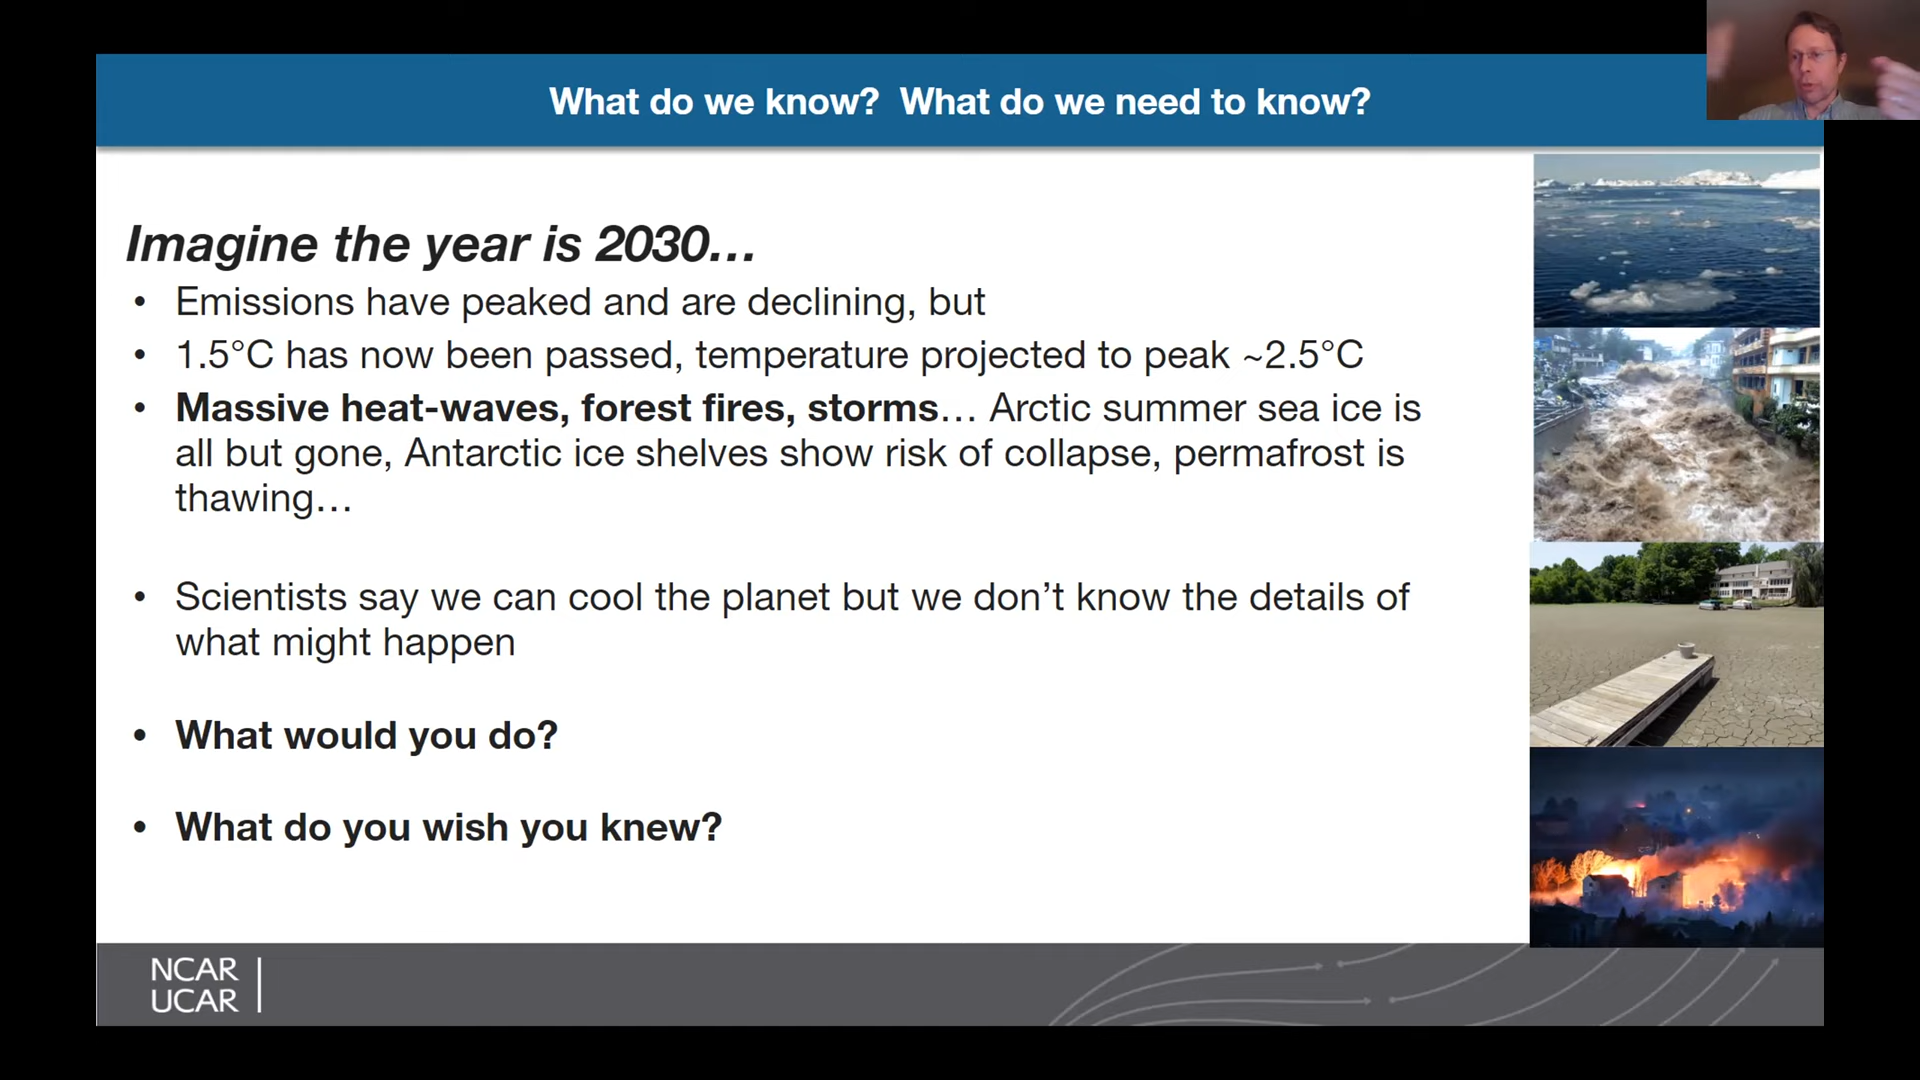 What do we know?  What do we need to know?
Imagine the year is 2030…
• Emissions have peaked and are declining, but
• 1.5°C has now been passed, temperature projected to peak ~2.5°C
• Massive heat-waves, forest fires, storms… Arctic summer sea ice is
all but gone, Antarctic ice shelves show risk of collapse, permafrost is
thawing…
• Scientists say we can cool the planet but we don’t know the details of
what might happen
• What would you do?
• What do you wish you knew?
NCAR
UCAR